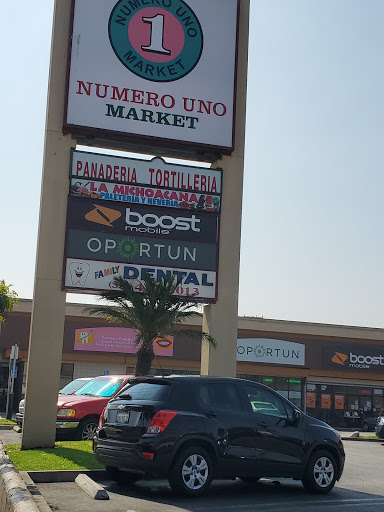 NUMERO UNO
1
MARKET
NUMERO UNO
MARKET
PANADERIA TORTILLERIA
LA MICHOACANA
PALETERIA Y NEVERIA
boost
mobile
OPORTUN
FAMILY DENTAL
OPORTUN
boost
mobile